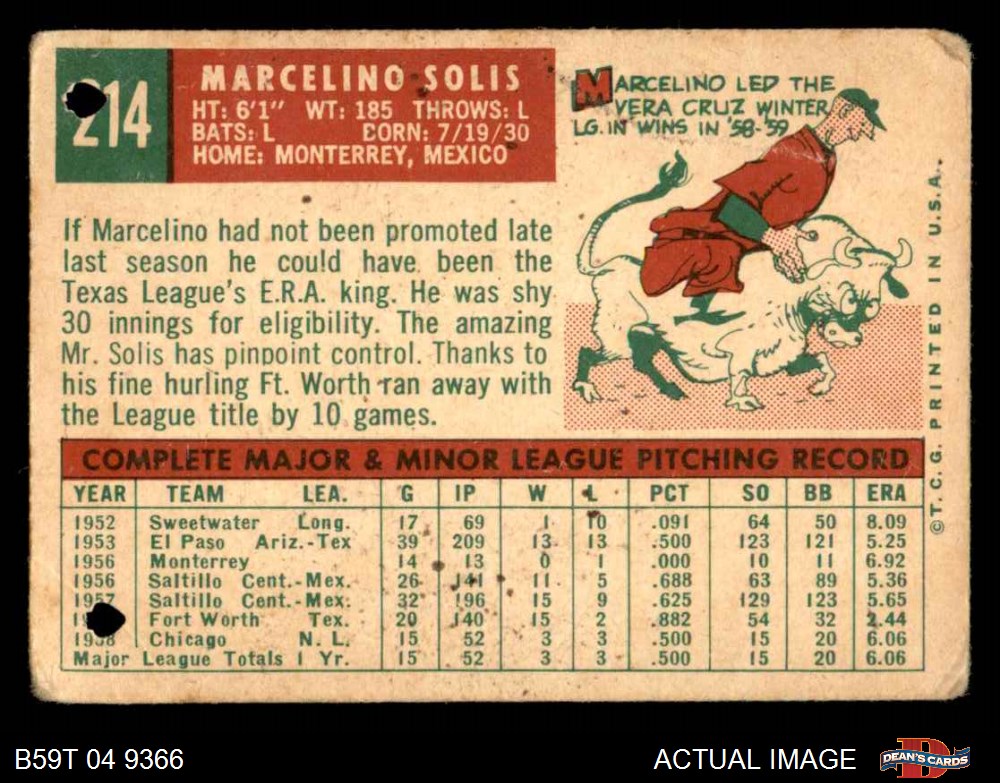 214
MARCELINO SOLIS
HT: 6'1" WT: 185 THROWS: L
BATS: L BORN: 7/19/30
HOME: MONTERREY, MEXICO
MARCELINO LED THE
VERA CRUZ WINTER
LG. IN WINS IN '58-'59
If Marcelino had not been promoted late
last season he could have been the
Texas League's E.R.A. king. He was shy
30 innings for eligibility. The amazing
Mr. Solis has pinpoint control. Thanks to
his fine hurling Ft. Worth ran away with
the League title by 10 games.
©T.C.G. PRINTED IN U.S.A.
COMPLETE MAJOR & MINOR LEAGUE PITCHING RECORD
YEAR TEAM LEA. G IP W L PCT SO BB ERA
1952 Sweetwater Long. 17 69 1 10 .091 64 50 8.09
1953 El Paso Ariz.-Tex 39 209 13 13 .500 123 121 5.25
1956 Monterrey 14 13 0 1 .000 10 11 6.92
1956 Saltillo Cent.-Mex. 26 141 11 5 .688 63 89 5.36
1957 Saltillo Cent.-Mex. 32 196 15 9 .625 129 123 5.65
Fort Worth Tex. 20 140 15 2 .882 54 32 2.44
1958 Chicago N. L. 15 52 3 3 .500 15 20 6.06
Major League Totals 1 Yr. 15 52 3 3 .500 15 20 6.06
B59T 04 9366
ACTUAL IMAGE
DEAN'S CARDS